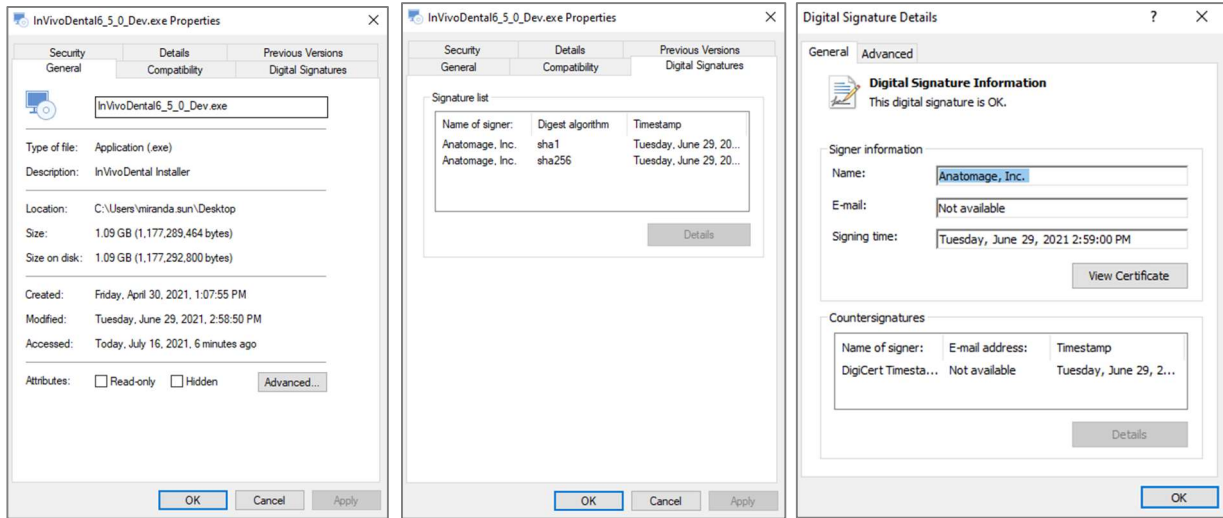 InVivoDental6_5_0_Dev.exe Properties
Security Details Previous Versions
General Compatibility Digital Signatures
InVivoDental6_5_0_Dev.exe
Type of file: Application (.exe)
Description: InVivoDental Installer
Location: C:\Users\miranda.sun\Desktop
Size: 1.09 GB (1,177,289,464 bytes)
Size on disk: 1.09 GB (1,177,292,800 bytes)
Created: Friday, April 30, 2021, 1:07:55 PM
Modified: Tuesday, June 29, 2021, 2:58:50 PM
Accessed: Today, July 16, 2021, 6 minutes ago
Attributes: Read-only Hidden Advanced...
OK Cancel Apply
InVivoDental6_5_0_Dev.exe Properties
Security Details Previous Versions
General Compatibility Digital Signatures
Signature list
Name of signer: Digest algorithm Timestamp
Anatomage, Inc. sha1 Tuesday, June 29, 20...
Anatomage, Inc. sha256 Tuesday, June 29, 20...
Details
OK Cancel Apply
Digital Signature Details ?
General Advanced
Digital Signature Information
This digital signature is OK.
Signer information
Name: Anatomage, Inc.
E-mail: Not available
Signing time: Tuesday, June 29, 2021 2:59:00 PM
View Certificate
Countersignatures
Name of signer: E-mail address: Timestamp
DigiCert Timesta... Not available Tuesday, June 29, 2...
Details
OK